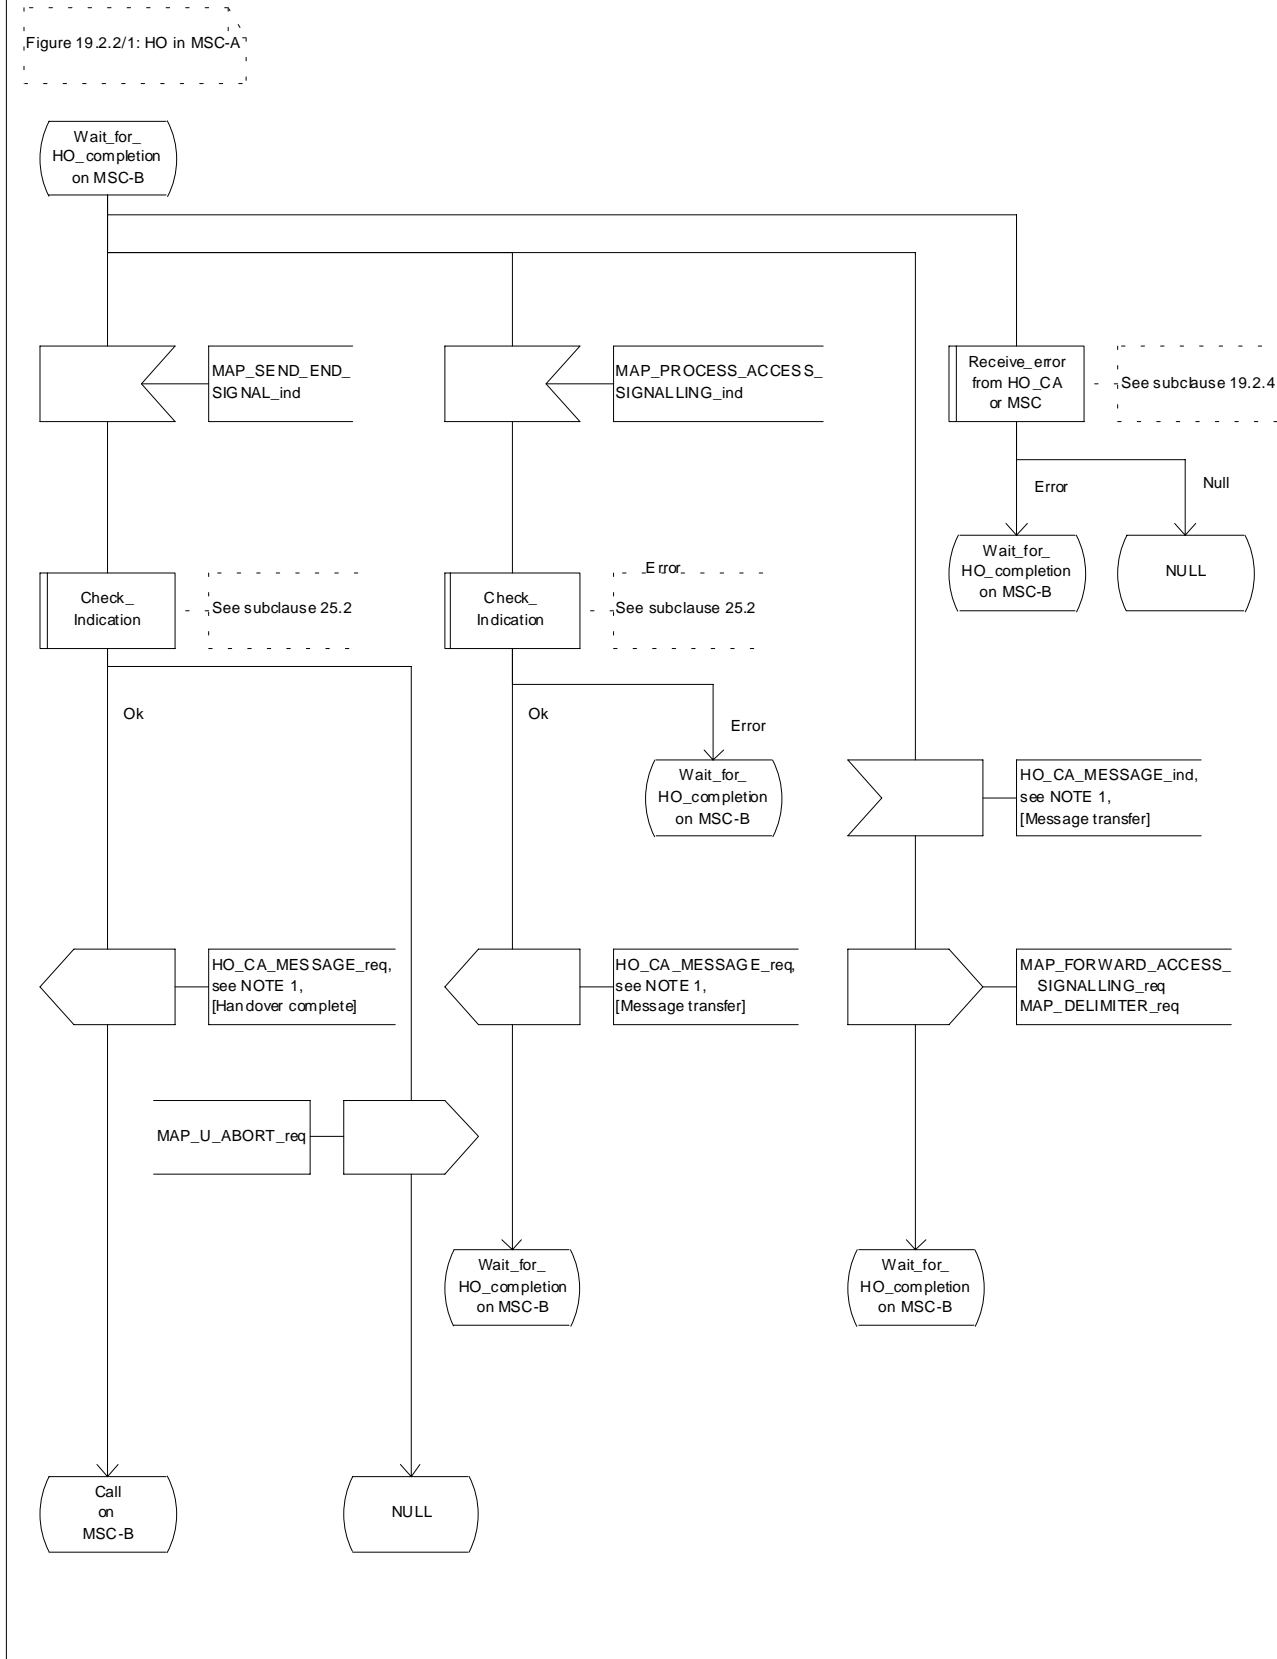 Figure 19.2.2/1: HO in MSC-A
Wait_for_
HO_completion
on MSC-B
MAP_SEND_END_
SIGNAL_ind
MAP_PROCESS_ACCESS_
SIGNALLING_ind
Receive_error
from HO_CA
or MSC
See subclause 19.2.4
Error
Null
Wait_for_
HO_completion
on MSC-B
NULL
Check_
Indication
See subclause 25.2
Error
Check_
Indication
See subclause 25.2
Ok
Ok
Error
Wait_for_
HO_completion
on MSC-B
HO_CA_MESSAGE_ind,
see NOTE 1,
[Message transfer]
HO_CA_MESSAGE_req,
see NOTE 1,
[Handover complete]
HO_CA_MESSAGE_req,
see NOTE 1,
[Message transfer]
MAP_FORWARD_ACCESS_
SIGNALLING_req
MAP_DELIMITER_req
MAP_U_ABORT_req
Wait_for_
HO_completion
on MSC-B
Wait_for_
HO_completion
on MSC-B
Call
on
MSC-B
NULL